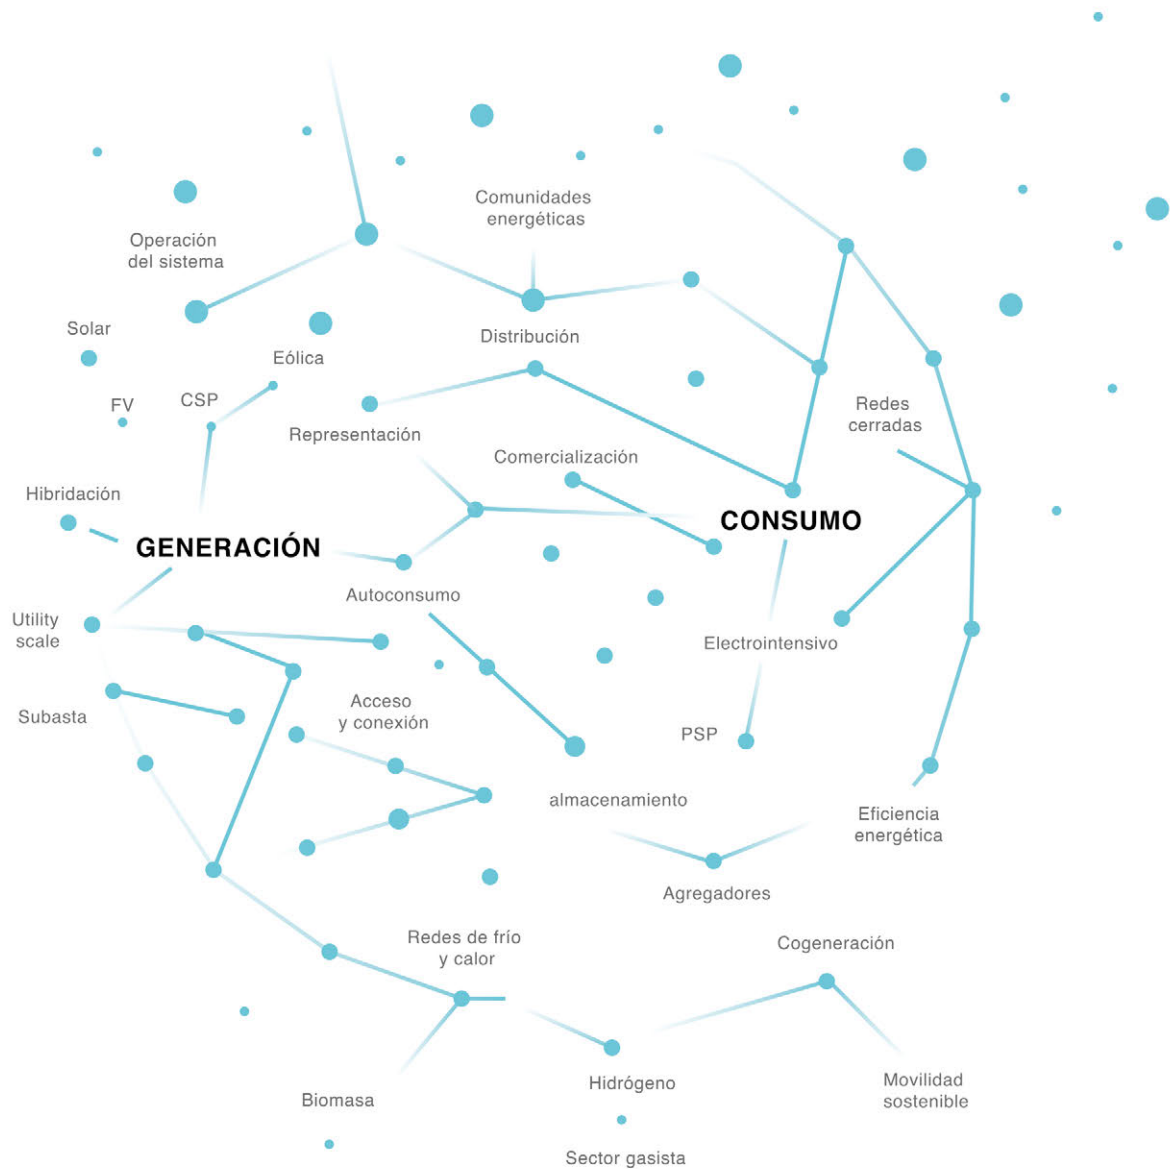 Comunidades
energéticas
Operación
del sistema
Solar
Distribución
Eólica
FV
CSP
Redes
cerradas
Representación
Comercialización
Hibridación
CONSUMO
GENERACIÓN
Autoconsumo
Utility
scale
Electrointensivo
Acceso
y conexión
Subasta
PSP
almacenamiento
Eficiencia
energética
Agregadores
Redes de frío
y calor
Cogeneración
Hidrógeno
Movilidad
sostenible
Biomasa
Sector gasista